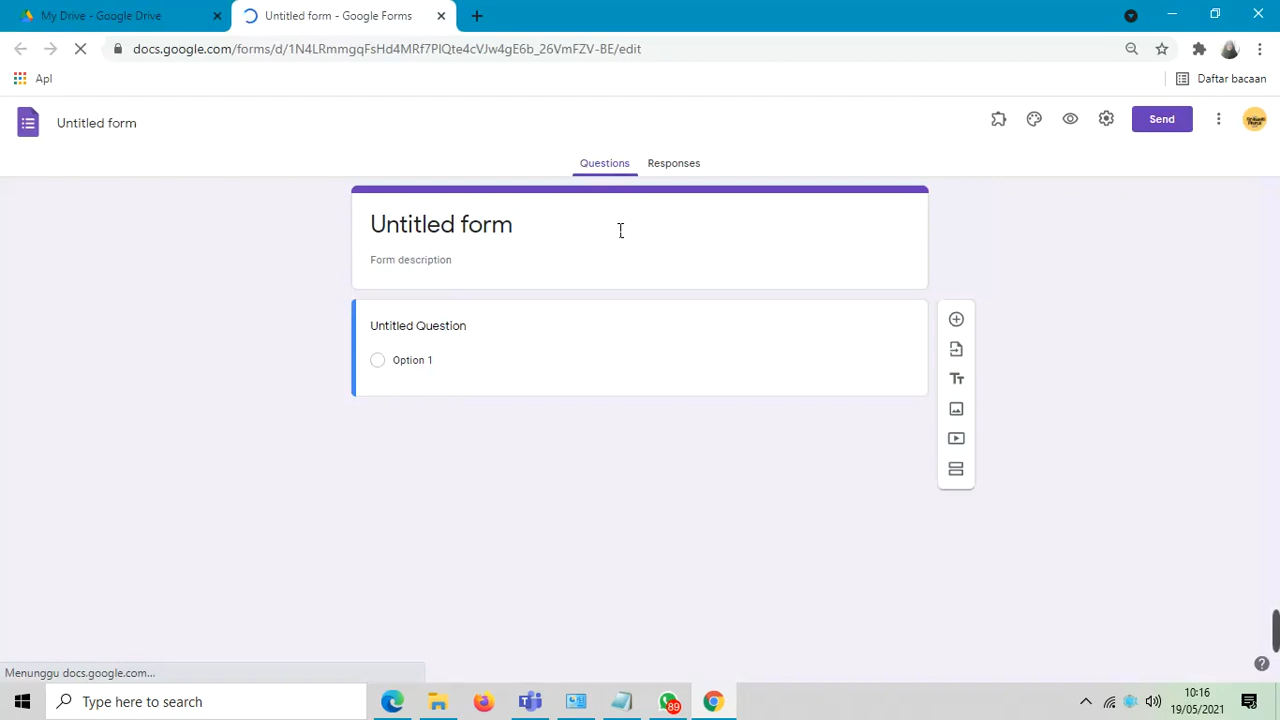 My Drive - Google Drive
Untitled form - Google Forms
docs.google.com/forms/d/1N4LRmmgqFsHd4MRf7PlQte4cVJw4gE6b_26VmFZV-BE/edit
Apl
Daftar bacaan
Untitled form
Send
Questions
Responses
Untitled form
Form description
Untitled Question
Option 1
Tт
Menunggu docs.google.com...
Type here to search
89
10:16
19/05/2021